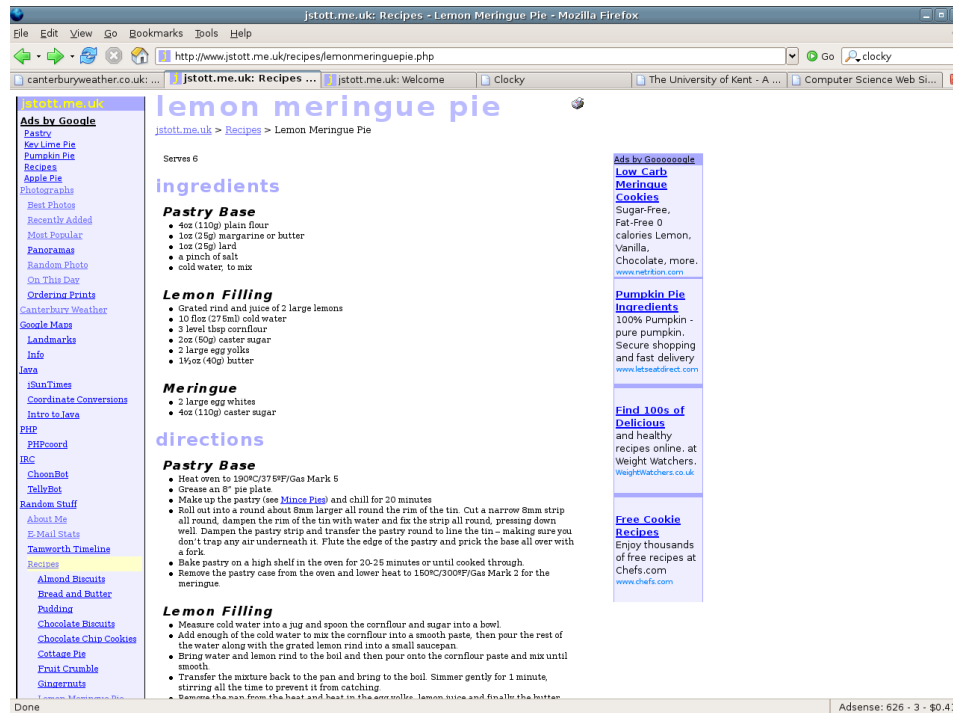 jstott.me.uk: Recipes - Lemon Meringue Pie - Mozilla Firefox
File Edit View Go Bookmarks Tools Help
http://www.jstott.me.uk/recipes/lemonmeringuepie.php
Go
clocky
canterburyweather.co.uk: ...
jstott.me.uk: Recipes ...
jstott.me.uk: Welcome
Clocky
The University of Kent - A ...
Computer Science Web Si...
jstott.me.uk
Ads by Google
Pastry
Key Lime Pie
Pumpkin Pie
Recipes
Apple Pie
Photographs
Best Photos
Recently Added
Most Popular
Panoramas
Random Photo
On This Day
Ordering Prints
Canterbury Weather
Google Maps
Landmarks
Info
Java
iSunTimes
Coordinate Conversions
Intro to Java
PHP
PHPcoord
IRC
ChoonBot
TellyBot
Random Stuff
About Me
E-Mail Stats
Tamworth Timeline
Recipes
Almond Biscuits
Bread and Butter
Pudding
Chocolate Biscuits
Chocolate Chip Cookies
Cottage Pie
Fruit Crumble
Gingernuts
Lemon Meringue Pie
lemon meringue pie
jstott.me.uk > Recipes > Lemon Meringue Pie
Serves 6
ingredients
Pastry Base
4oz (110g) plain flour
1oz (25g) margarine or butter
1oz (25g) lard
a pinch of salt
cold water, to mix
Lemon Filling
Grated rind and juice of 2 large lemons
10 floz (275ml) cold water
3 level tbsp cornflour
2oz (50g) caster sugar
2 large egg yolks
1½oz (40g) butter
Meringue
2 large egg whites
4oz (110g) caster sugar
directions
Pastry Base
Heat oven to 190ºC/375ºF/Gas Mark 5
Grease an 8" pie plate.
Make up the pastry (see Mince Pies) and chill for 20 minutes
Roll out into a round about 8mm larger all round the rim of the tin. Cut a narrow 8mm strip
all round, dampen the rim of the tin with water and fix the strip all round, pressing down
well. Dampen the pastry strip and transfer the pastry round to line the tin – making sure you
don't trap any air underneath it. Flute the edge of the pastry and prick the base all over with
a fork.
Bake pastry on a high shelf in the oven for 20-25 minutes or until cooked through.
Remove the pastry case from the oven and lower heat to 150ºC/300ºF/Gas Mark 2 for the
meringue.
Lemon Filling
Measure cold water into a jug and spoon the cornflour and sugar into a bowl.
Add enough of the cold water to mix the cornflour into a smooth paste, then pour the rest of
the water along with the grated lemon rind into a small saucepan.
Bring water and lemon rind to the boil and then pour onto the cornflour paste and mix until
smooth.
Transfer the mixture back to the pan and bring to the boil. Simmer gently for 1 minute,
stirring all the time to prevent it from catching.
Remove the pan from the heat and beat in the egg yolks, lemon juice and finally the butter.
Ads by Goooooogle
Low Carb
Meringue
Cookies
Sugar-Free,
Fat-Free 0
calories Lemon,
Vanilla,
Chocolate, more.
www.netrition.com
Pumpkin Pie
Ingredients
100% Pumpkin -
pure pumpkin.
Secure shopping
and fast delivery
www.letseatdirect.com
Find 100s of
Delicious
and healthy
recipes online. at
Weight Watchers.
WeightWatchers.co.uk
Free Cookie
Recipes
Enjoy thousands
of free recipes at
Chefs.com
www.chefs.com
Done
Adsense: 626 - 3 - $0.41